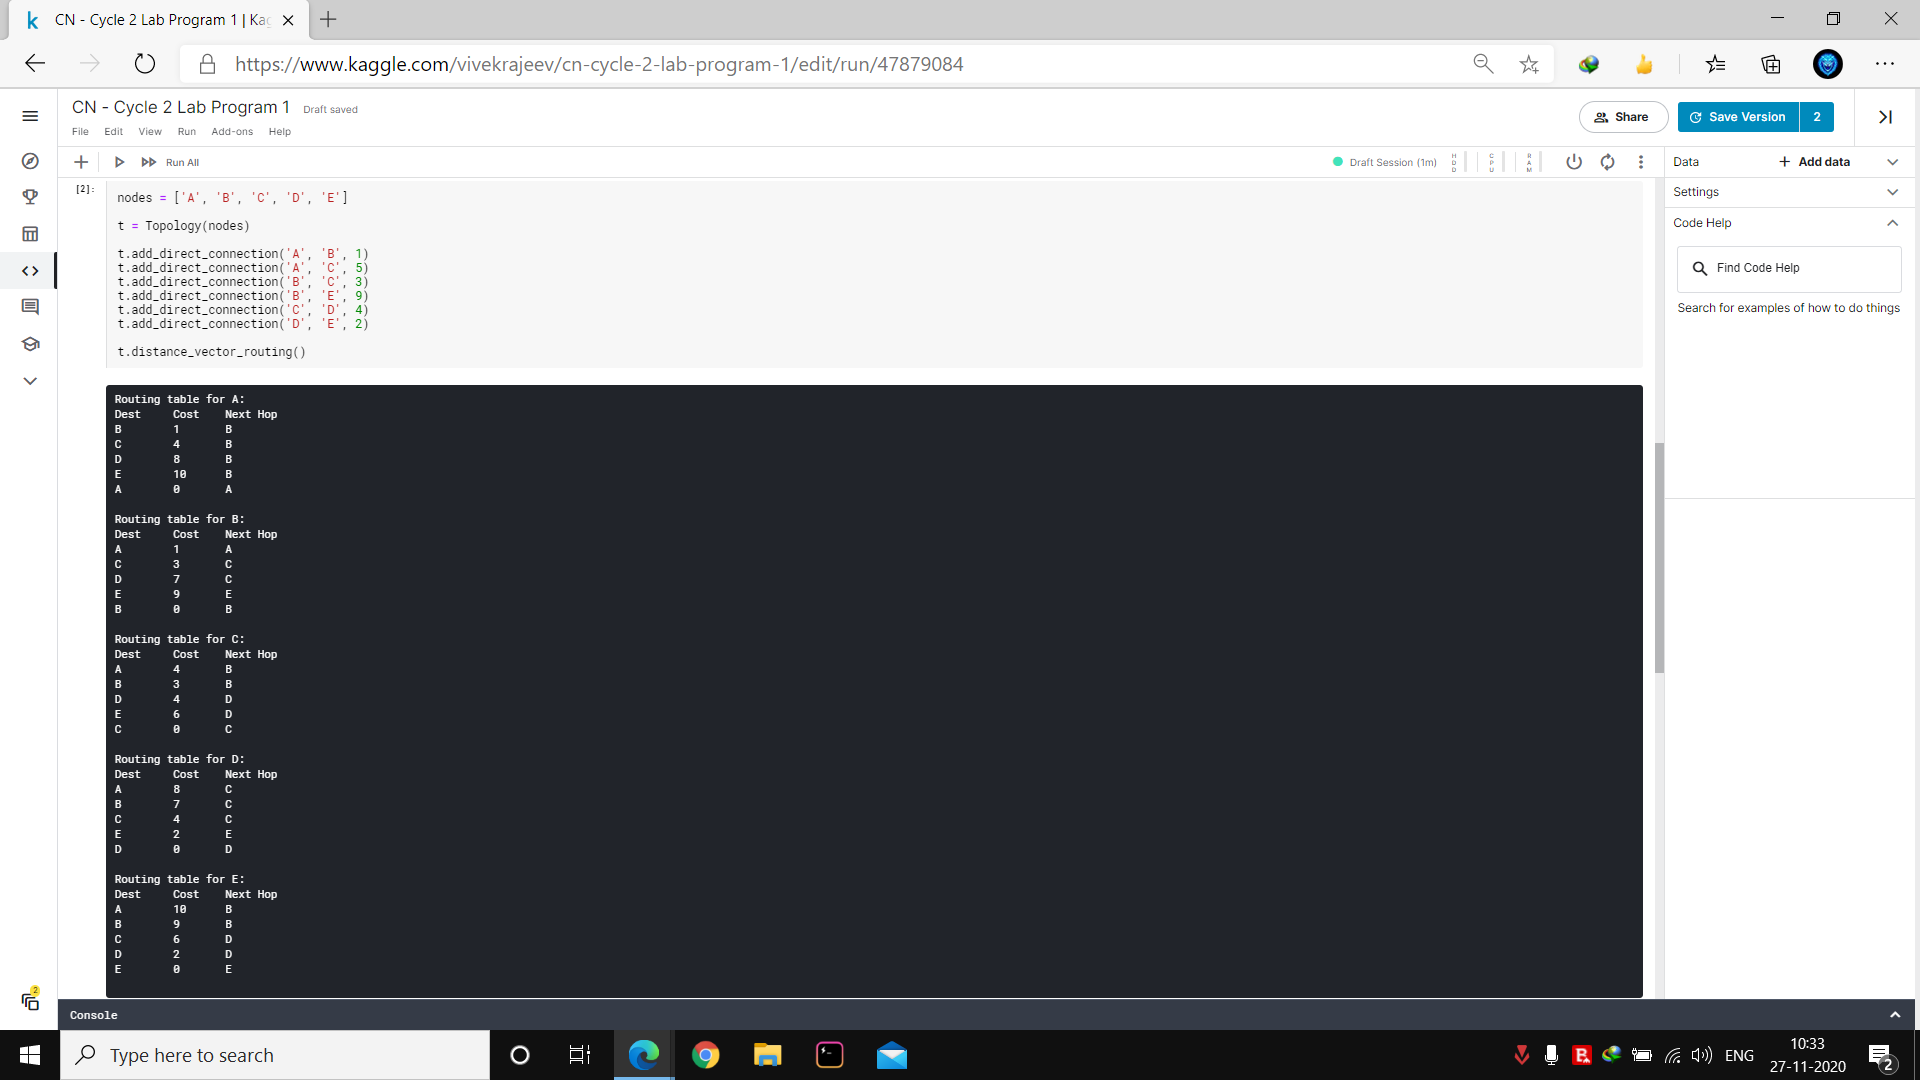 CN - Cycle 2 Lab Program 1 | Kag
https://www.kaggle.com/vivekrajeev/cn-cycle-2-lab-program-1/edit/run/47879084
CN - Cycle 2 Lab Program 1 Draft saved
File Edit View Run Add-ons Help
Share
Save Version 2
Run All
Draft Session (1m) HDD CPU RAM
Data + Add data
Settings
Code Help
Find Code Help
Search for examples of how to do things
[2]:
nodes = ['A', 'B', 'C', 'D', 'E']
t = Topology(nodes)
t.add_direct_connection('A', 'B', 1)
t.add_direct_connection('A', 'C', 5)
t.add_direct_connection('B', 'C', 3)
t.add_direct_connection('B', 'E', 9)
t.add_direct_connection('C', 'D', 4)
t.add_direct_connection('D', 'E', 2)
t.distance_vector_routing()
Routing table for A:
Dest Cost Next Hop
B 1 B
C 4 B
D 8 B
E 10 B
A 0 A
Routing table for B:
Dest Cost Next Hop
A 1 A
C 3 C
D 7 C
E 9 E
B 0 B
Routing table for C:
Dest Cost Next Hop
A 4 B
B 3 B
D 4 D
E 6 D
C 0 C
Routing table for D:
Dest Cost Next Hop
A 8 C
B 7 C
C 4 C
E 2 E
D 0 D
Routing table for E:
Dest Cost Next Hop
A 10 B
B 9 B
C 6 D
D 2 D
E 0 E
2
Console
Type here to search
ENG
10:33
27-11-2020
2